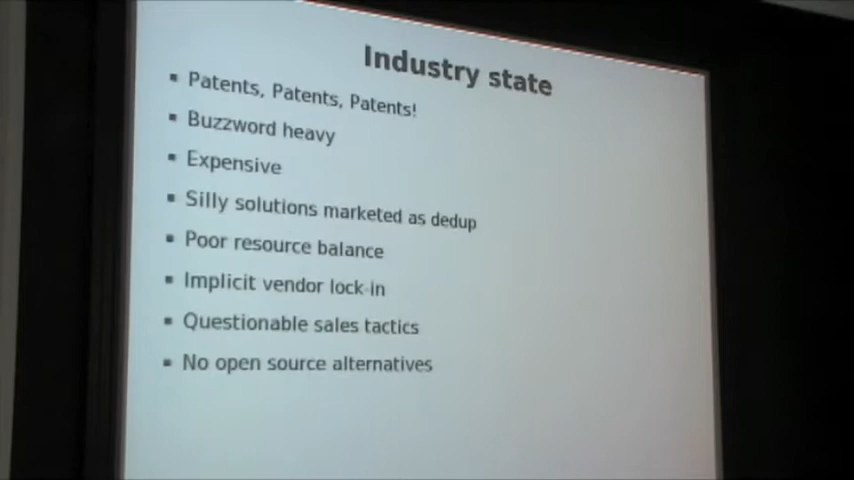 Industry state
Patents, Patents, Patents!
Buzzword heavy
Expensive
Silly solutions marketed as dedup
Poor resource balance
Implicit vendor lock-in
Questionable sales tactics
No open source alternatives